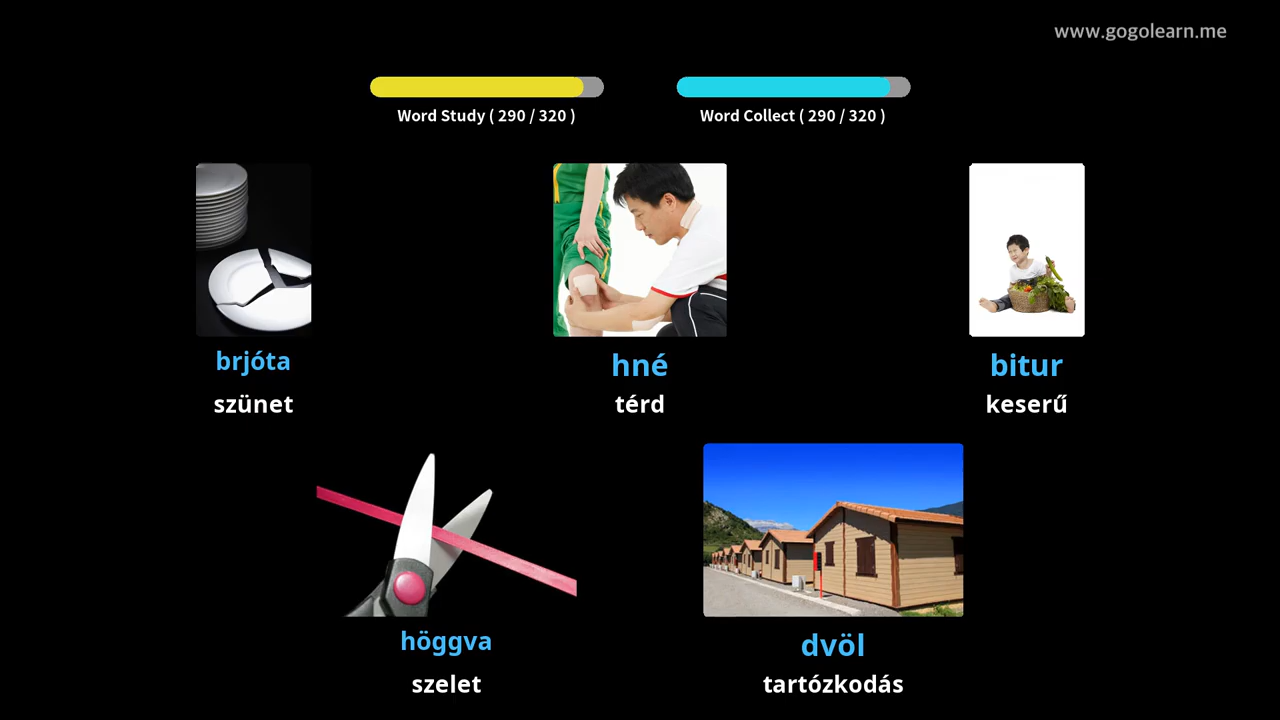 www.gogolearn.me
Word Study ( 290 / 320 )
Word Collect ( 290 / 320 )
brjóta
szünet
hné
térd
bitur
keserű
höggva
szelet
dvöl
tartózkodás